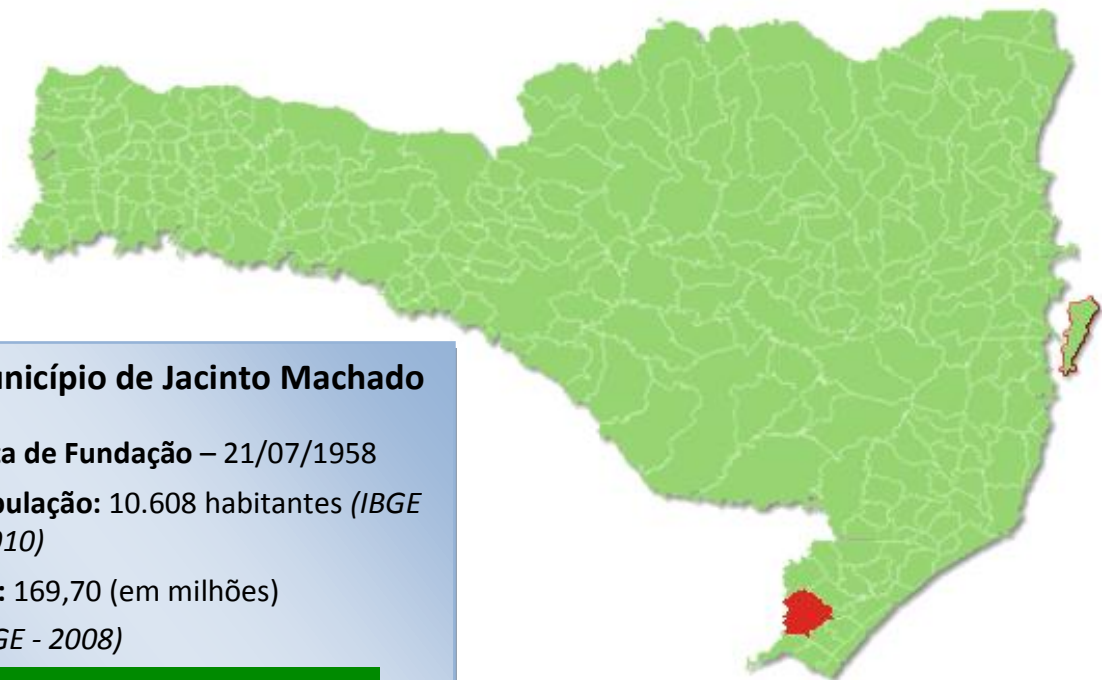 unicípio de Jacinto Machado
ta de Fundação – 21/07/1958
pulação: 10.608 habitantes (IBGE
010)
: 169,70 (em milhões)
GE - 2008)